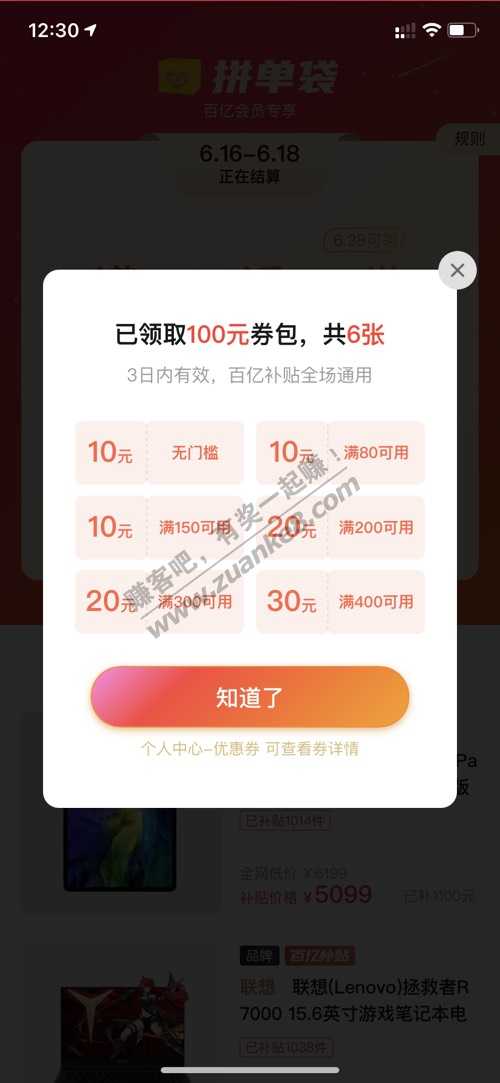 12:30
拼单袋
百亿会员专享
规则
6.16-6.18
正在结算
已领取100元券包，共6张
3日内有效，百亿补贴全场通用
10元 无门槛
10元 满80可用
10元 满150可用
20元 满200可用
20元 满300可用
30元 满400可用
赚客吧，有奖一起赚！
www.zuanke8.com
知道了
个人中心-优惠券 可查看券详情
Pa
版
已补贴1014件
全网低价 ¥6199
补贴价格 ¥5099
已补1100元
品牌 百亿补贴
联想 联想(Lenovo)拯救者R
7000 15.6英寸游戏笔记本电
已补贴1038件